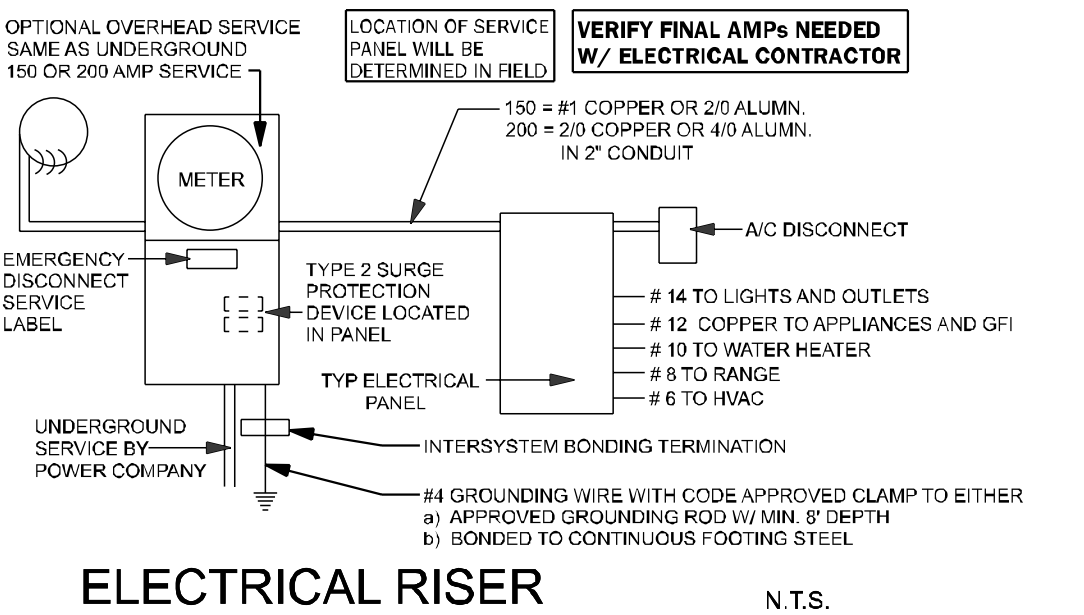 OPTIONAL OVERHEAD SERVICE
SAME AS UNDERGROUND
150 OR 200 AMP SERVICE
LOCATION OF SERVICE
PANEL WILL BE
DETERMINED IN FIELD
VERIFY FINAL AMPs NEEDED
W/ ELECTRICAL CONTRACTOR
150 = #1 COPPER OR 2/0 ALUMN.
200 = 2/0 COPPER OR 4/0 ALUMN.
IN 2" CONDUIT
METER
A/C DISCONNECT
EMERGENCY
DISCONNECT
SERVICE
LABEL
TYPE 2 SURGE
PROTECTION
DEVICE LOCATED
IN PANEL
# 14 TO LIGHTS AND OUTLETS
# 12 COPPER TO APPLIANCES AND GFI
# 10 TO WATER HEATER
# 8 TO RANGE
# 6 TO HVAC
TYP ELECTRICAL
PANEL
UNDERGROUND
SERVICE BY
POWER COMPANY
INTERSYSTEM BONDING TERMINATION
#4 GROUNDING WIRE WITH CODE APPROVED CLAMP TO EITHER
a) APPROVED GROUNDING ROD W/ MIN. 8' DEPTH
b) BONDED TO CONTINUOUS FOOTING STEEL
ELECTRICAL RISER
N.T.S.